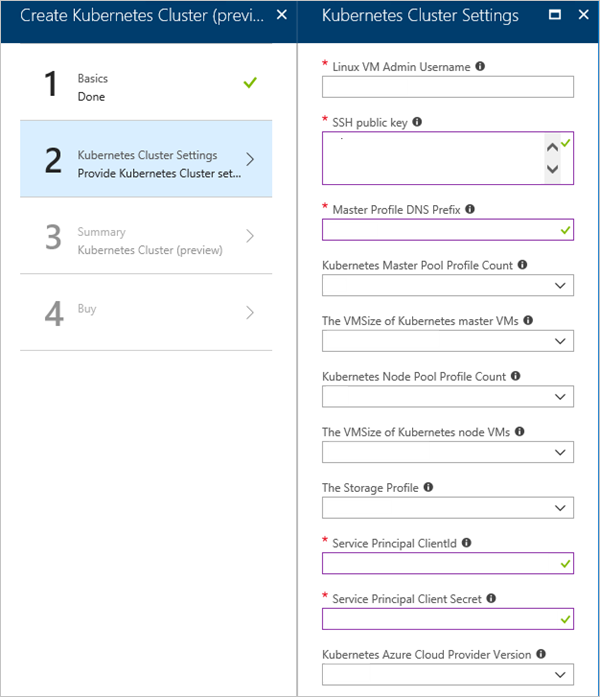 Create Kubernetes Cluster (previ...
1
Basics
Done
2
Kubernetes Cluster Settings
Provide Kubernetes Cluster set...
3
Summary
Kubernetes Cluster (preview)
4
Buy
Kubernetes Cluster Settings
* Linux VM Admin Username
* SSH public key
* Master Profile DNS Prefix
Kubernetes Master Pool Profile Count
The VMSize of Kubernetes master VMs
Kubernetes Node Pool Profile Count
The VMSize of Kubernetes node VMs
The Storage Profile
* Service Principal ClientId
* Service Principal Client Secret
Kubernetes Azure Cloud Provider Version